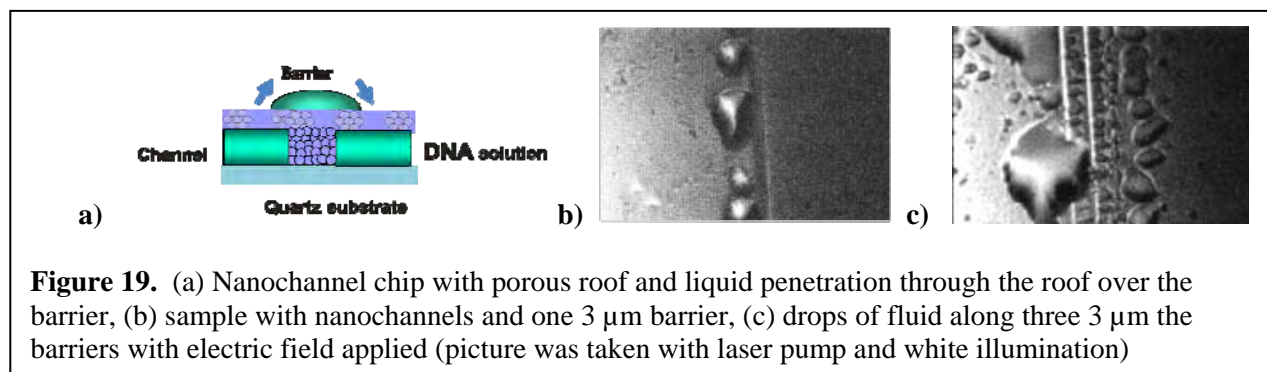 Barrier
Channel
DNA solution
Quartz substrate
a)
b)
c)
Figure 19. (a) Nanochannel chip with porous roof and liquid penetration through the roof over the
barrier, (b) sample with nanochannels and one 3 µm barrier, (c) drops of fluid along three 3 µm the
barriers with electric field applied (picture was taken with laser pump and white illumination)